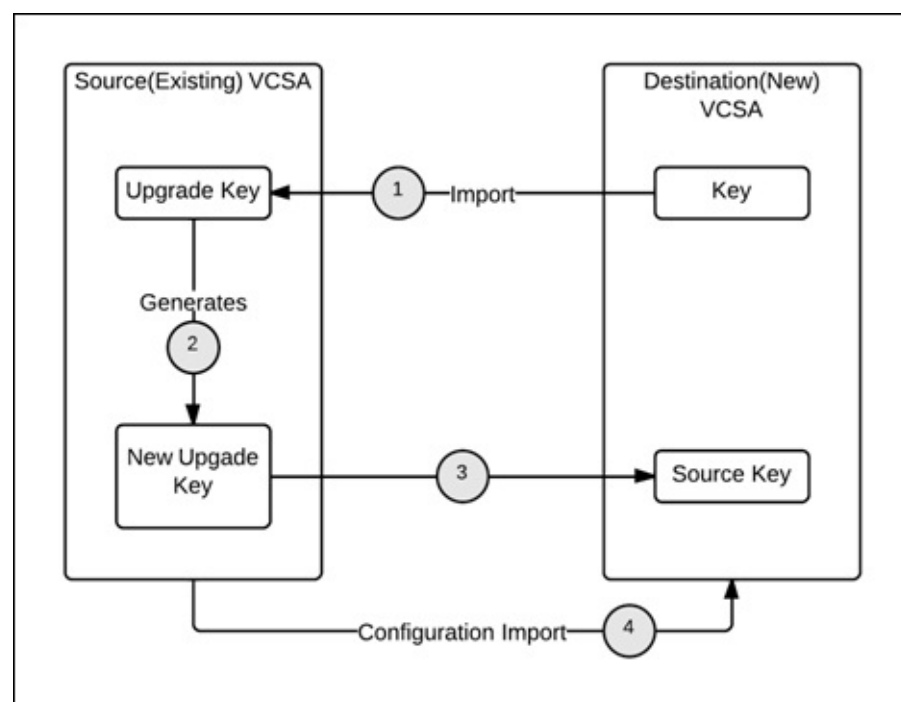 Source(Existing) VCSA
Destination(New)
VCSA
Upgrade Key
1
Import
Key
Generates
2
New Upgade
Key
3
Source Key
Configuration Import
4